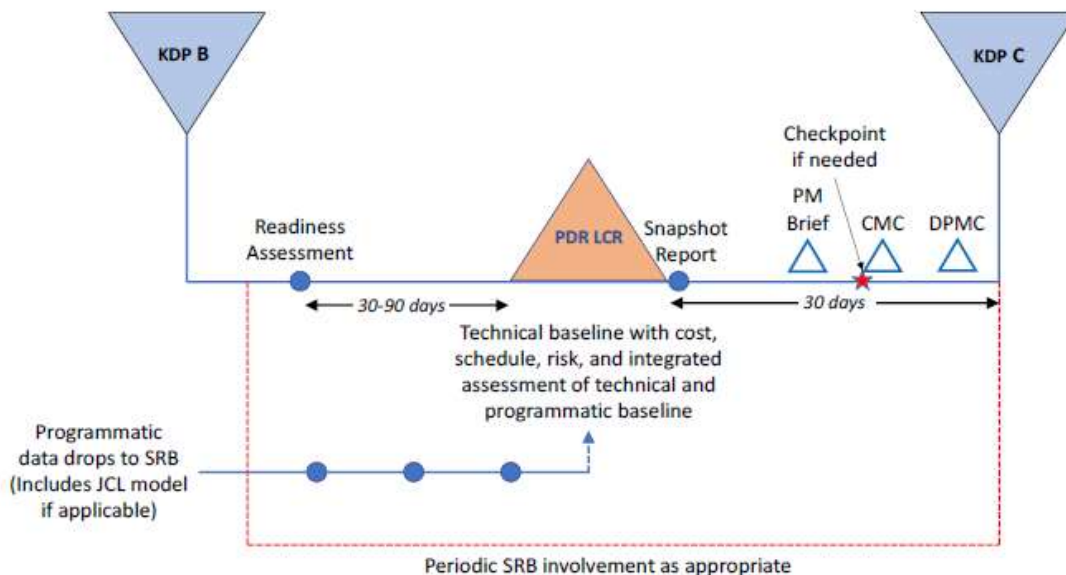 KDP B
KDP C
Checkpoint
if needed
PM
Brief
CMC
DPMC
Readiness
Assessment
PDR LCR
Snapshot
Report
30-90 days
30 days
Technical baseline with cost,
schedule, risk, and integrated
assessment of technical and
programmatic baseline
Programmatic
data drops to SRB
(Includes JCL model
if applicable)
Periodic SRB involvement as appropriate